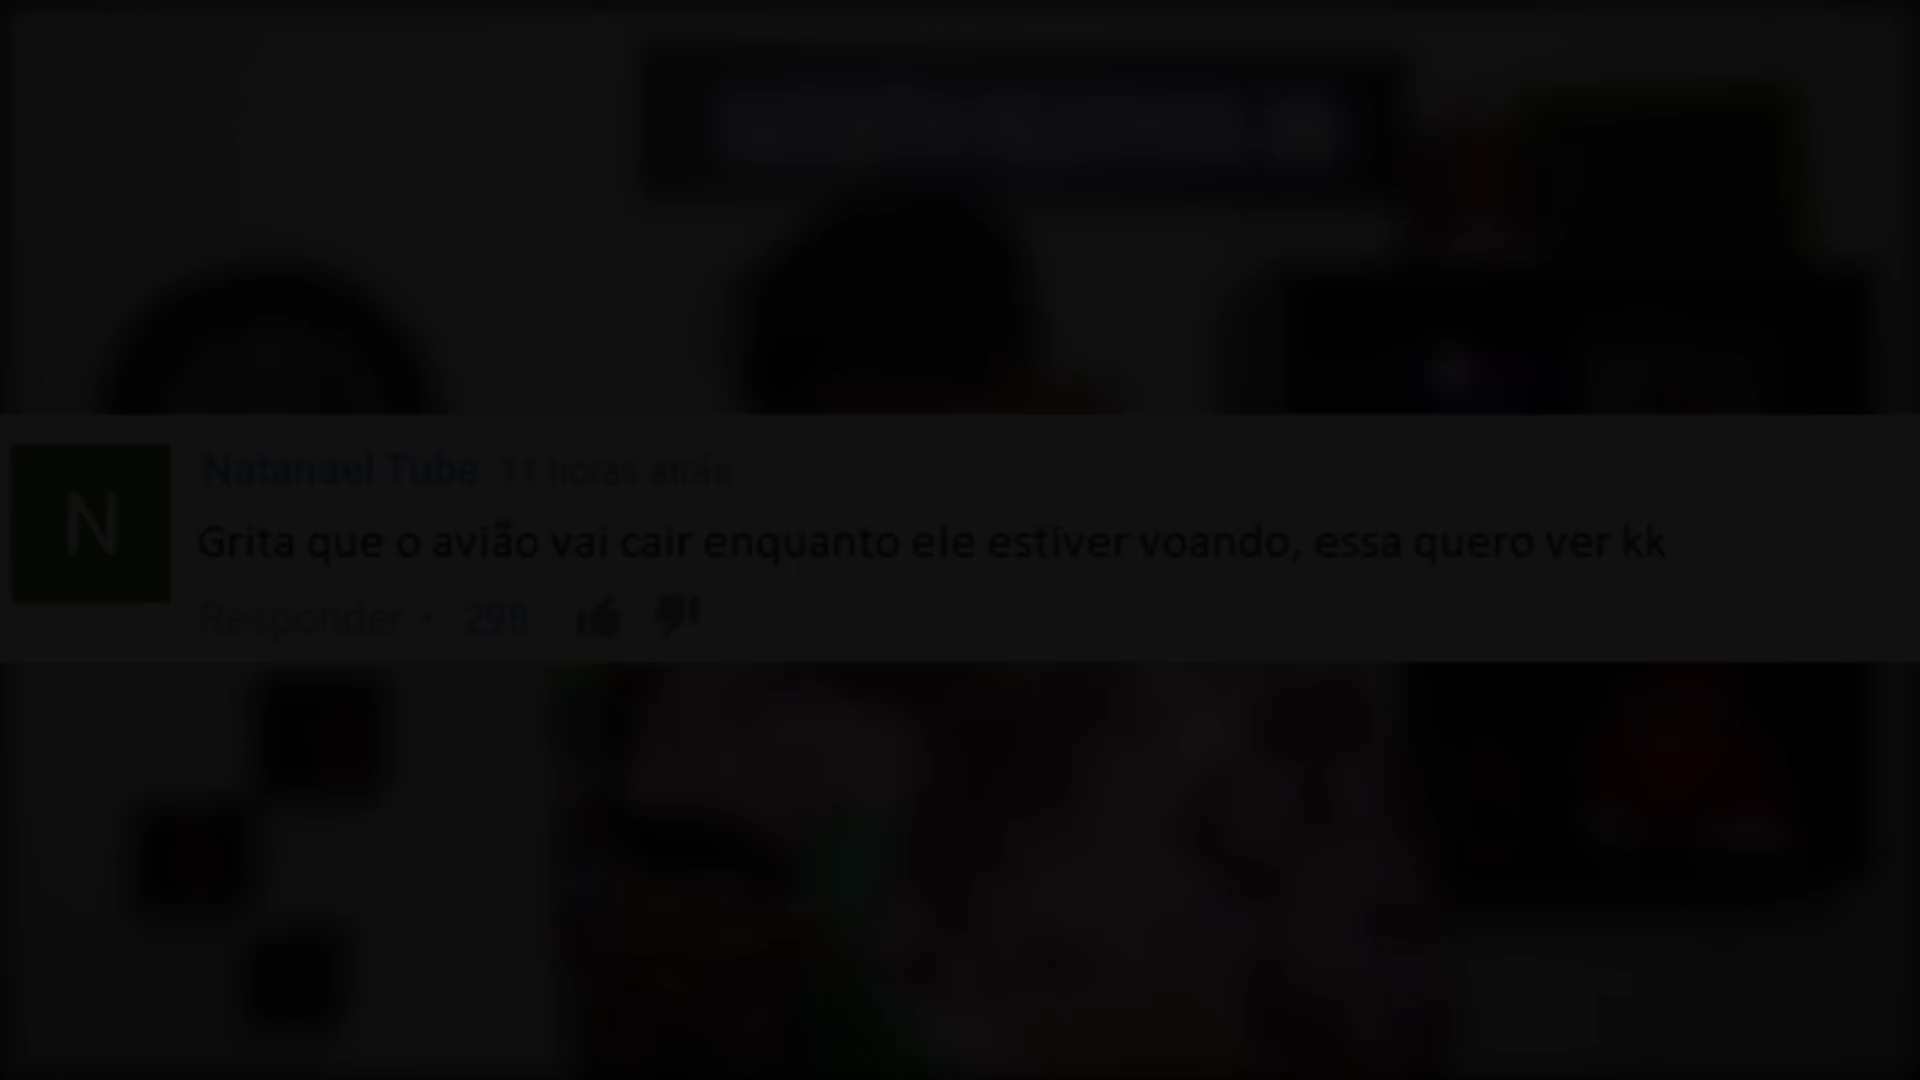 N
Natanael Tube 11 horas atrás
Grita que o avião vai cair enquanto ele estiver voando, essa quero ver kk
Responder · 298